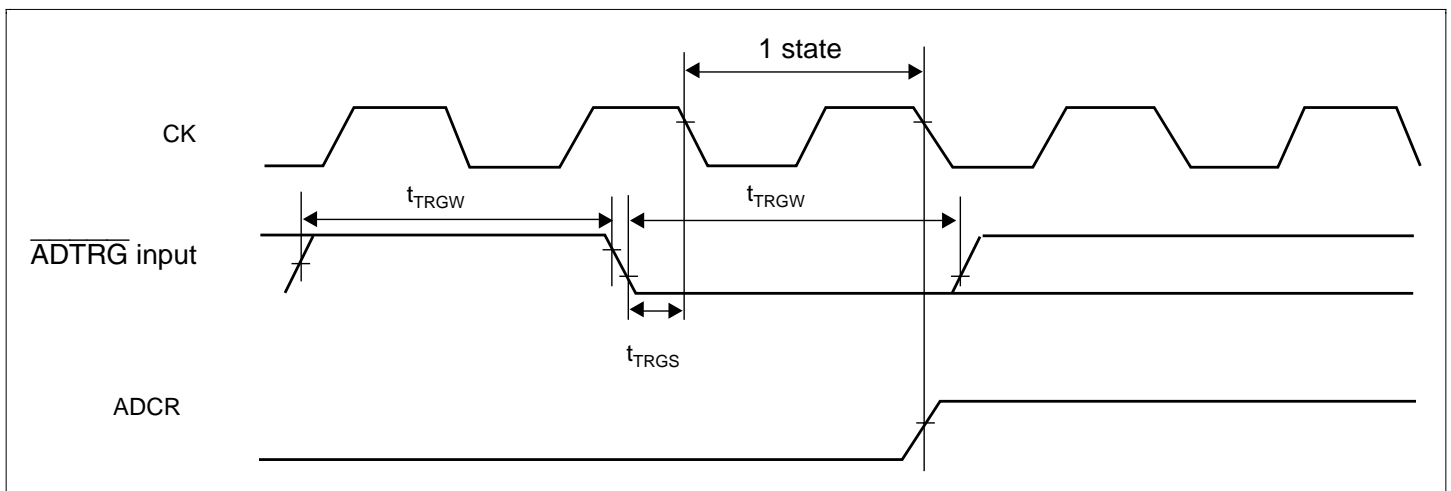 1 state
CK
tTRGW
tTRGW
ADTRG input
tTRGS
ADCR